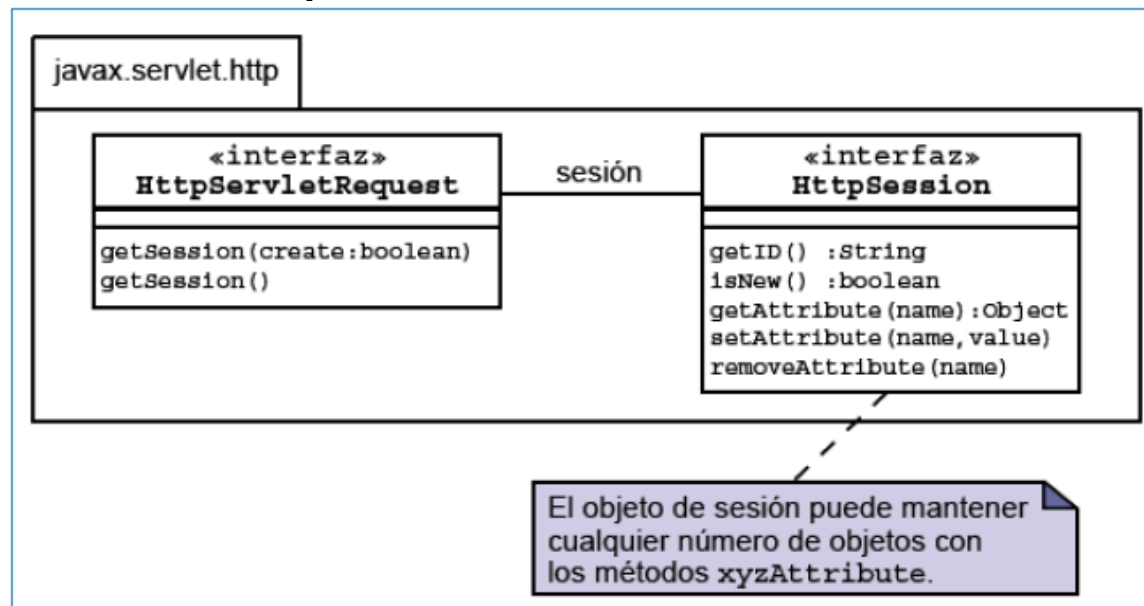 javax.servlet.http
«interfaz»
HttpServletRequest
getSession(create:boolean)
getSession()
sesión
«interfaz»
HttpSession
getID() :String
isNew() :boolean
getAttribute(name):Object
setAttribute(name,value)
removeAttribute(name)
El objeto de sesión puede mantener
cualquier número de objetos con
los métodos xyzAttribute.